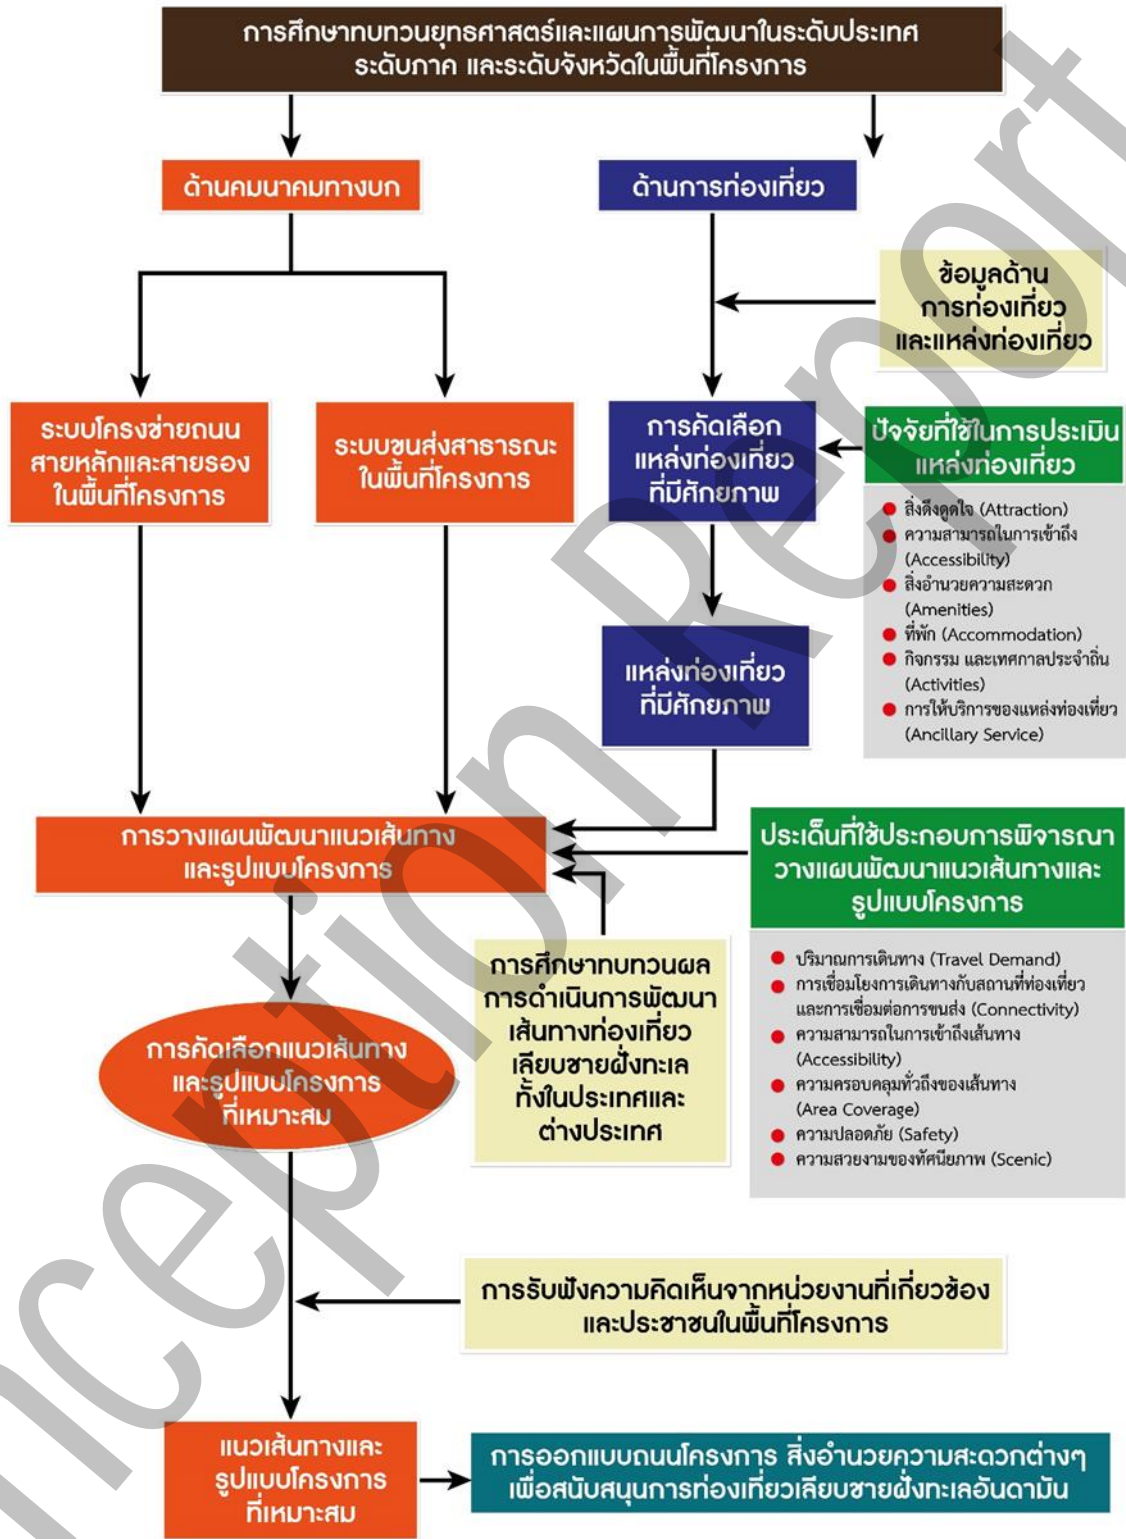 การศึกษาทบทวนยุทธศาสตร์และแผนการพัฒนาในระดับประเทศ
ระดับภาค และระดับจังหวัดในพื้นที่โครงการ
ด้านคมนาคมทางบก
ด้านการท่องเที่ยว
ข้อมูลด้าน
การท่องเที่ยว
และแหล่งท่องเที่ยว
ระบบโครงข่ายถนน
สายหลักและสายรอง
ในพื้นที่โครงการ
ระบบขนส่งสาธารณะ
ในพื้นที่โครงการ
การคัดเลือก
แหล่งท่องเที่ยว
ที่มีศักยภาพ
ปัจจัยที่ใช้ในการประเมิน
แหล่งท่องเที่ยว
สิ่งดึงดูดใจ (Attraction)
ความสามารถในการเข้าถึง
(Accessibility)
สิ่งอำนวยความสะดวก
(Amenities)
ที่พัก (Accommodation)
กิจกรรม และเทศกาลประจำถิ่น
(Activities)
การให้บริการของแหล่งท่องเที่ยว
(Ancillary Service)
แหล่งท่องเที่ยว
ที่มีศักยภาพ
การวางแผนพัฒนาแนวเส้นทาง
และรูปแบบโครงการ
ประเด็นที่ใช้ประกอบการพิจารณา
วางแผนพัฒนาแนวเส้นทางและ
รูปแบบโครงการ
ปริมาณการเดินทาง (Travel Demand)
การเชื่อมโยงการเดินทางกับสถานที่ท่องเที่ยว
และการเชื่อมต่อการขนส่ง (Connectivity)
ความสามารถในการเข้าถึงเส้นทาง
(Accessibility)
ความครอบคลุมทั่วถึงของเส้นทาง
(Area Coverage)
ความปลอดภัย (Safety)
ความสวยงามของทัศนียภาพ (Scenic)
การศึกษาทบทวนผล
การดำเนินการพัฒนา
เส้นทางท่องเที่ยว
เลียบชายฝั่งทะเล
ทั้งในประเทศและ
ต่างประเทศ
การคัดเลือกแนวเส้นทาง
และรูปแบบโครงการ
ที่เหมาะสม
การรับฟังความคิดเห็นจากหน่วยงานที่เกี่ยวข้อง
และประชาชนในพื้นที่โครงการ
แนวเส้นทางและ
รูปแบบโครงการ
ที่เหมาะสม
การออกแบบถนนโครงการ สิ่งอำนวยความสะดวกต่างๆ
เพื่อสนับสนุนการท่องเที่ยวเลียบชายฝั่งทะเลอันดามัน
nception Report